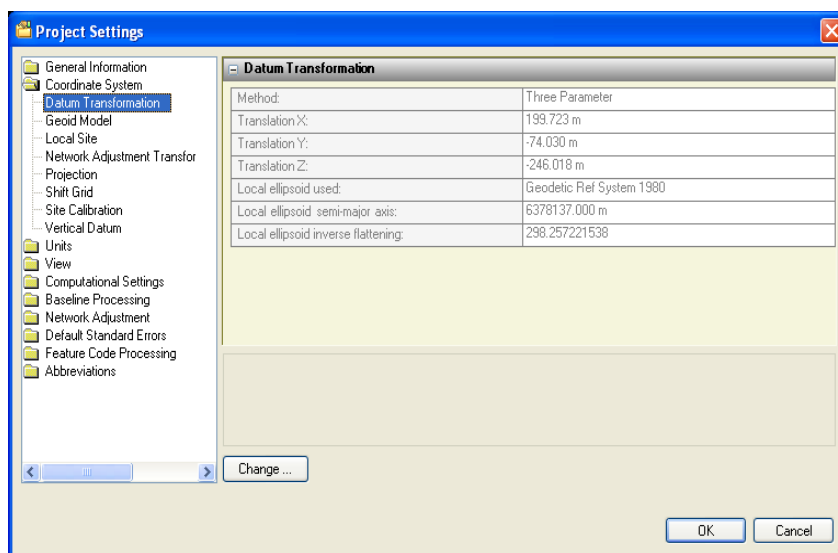 Project Settings
General Information
Coordinate System
Datum Transformation
Geoid Model
Local Site
Network Adjustment Transfor
Projection
Shift Grid
Site Calibration
Vertical Datum
Units
View
Computational Settings
Baseline Processing
Network Adjustment
Default Standard Errors
Feature Code Processing
Abbreviations
Datum Transformation
Method: Three Parameter
Translation X: 199.723 m
Translation Y: -74.030 m
Translation Z: -246.018 m
Local ellipsoid used: Geodetic Ref System 1980
Local ellipsoid semi-major axis: 6378137.000 m
Local ellipsoid inverse flattening: 298.257221538
Change ...
OK Cancel